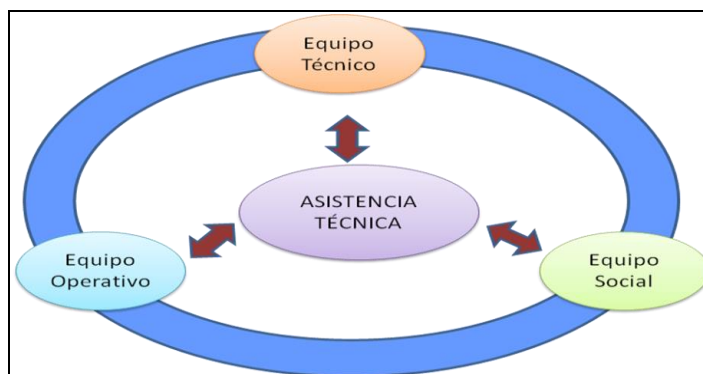 Equipo
Técnico
ASISTENCIA
TÉCNICA
Equipo
Operativo
Equipo
Social